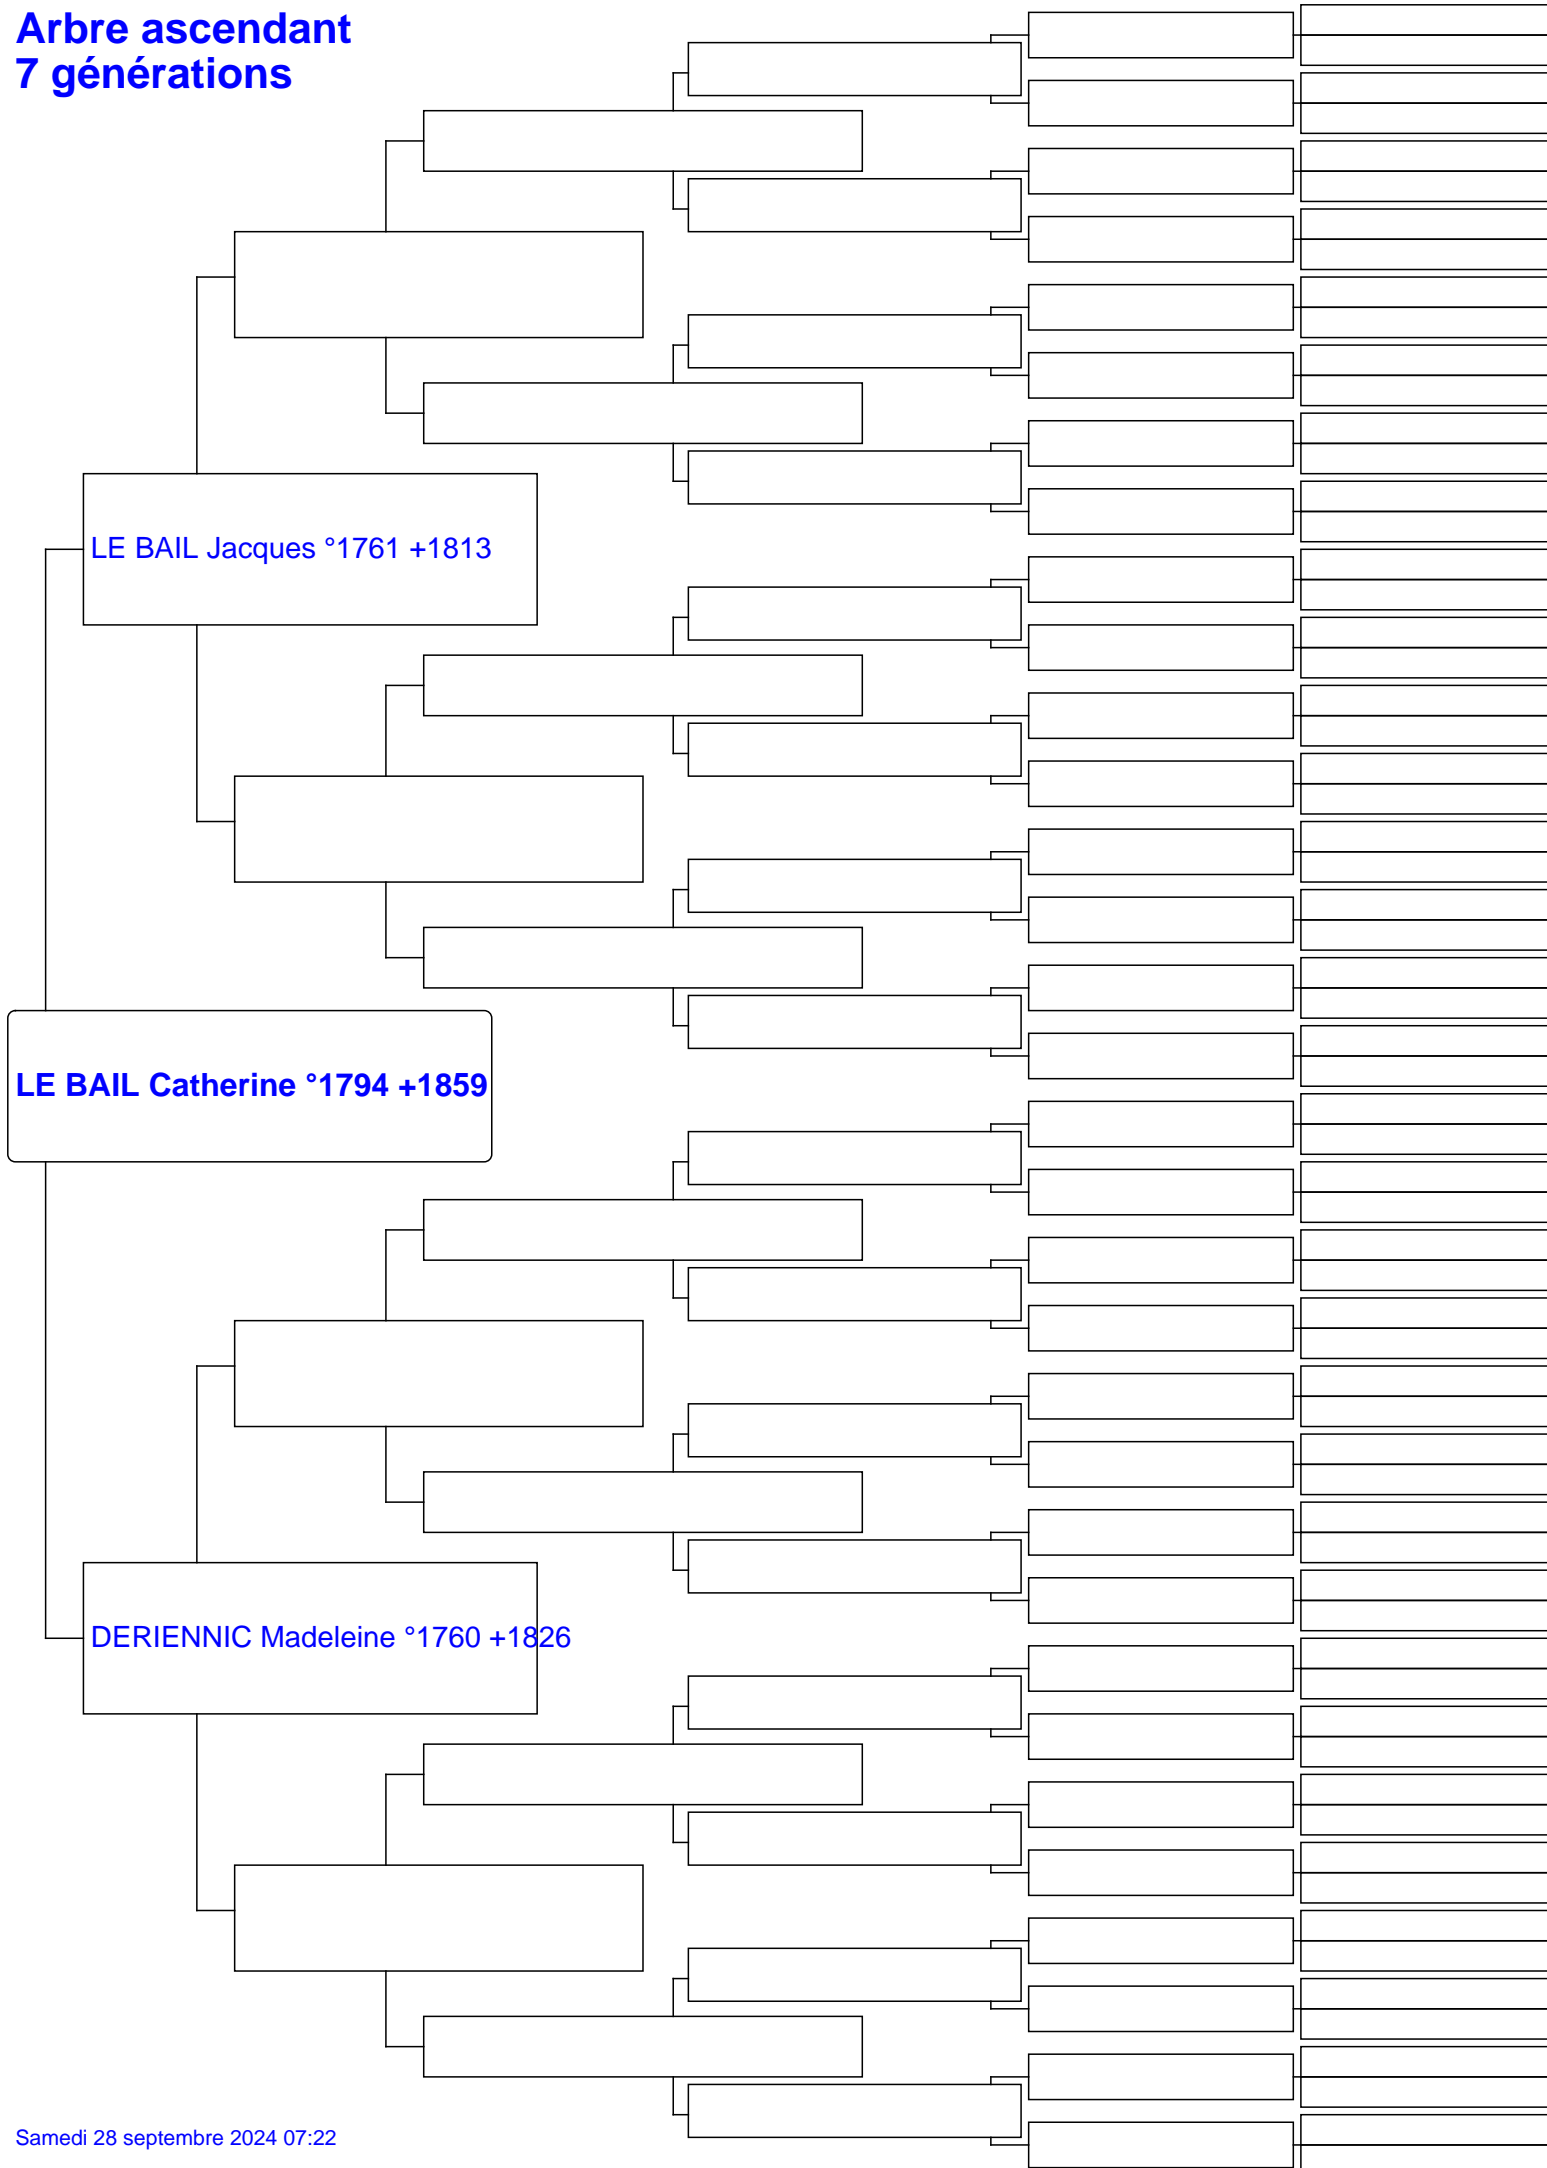 Arbre ascendant
7 générations
LE BAIL Jacques °1761 +1813
LE BAIL Catherine °1794 +1859
DERIENNIC Madeleine °1760 +1826
Samedi 28 septembre 2024 07:22